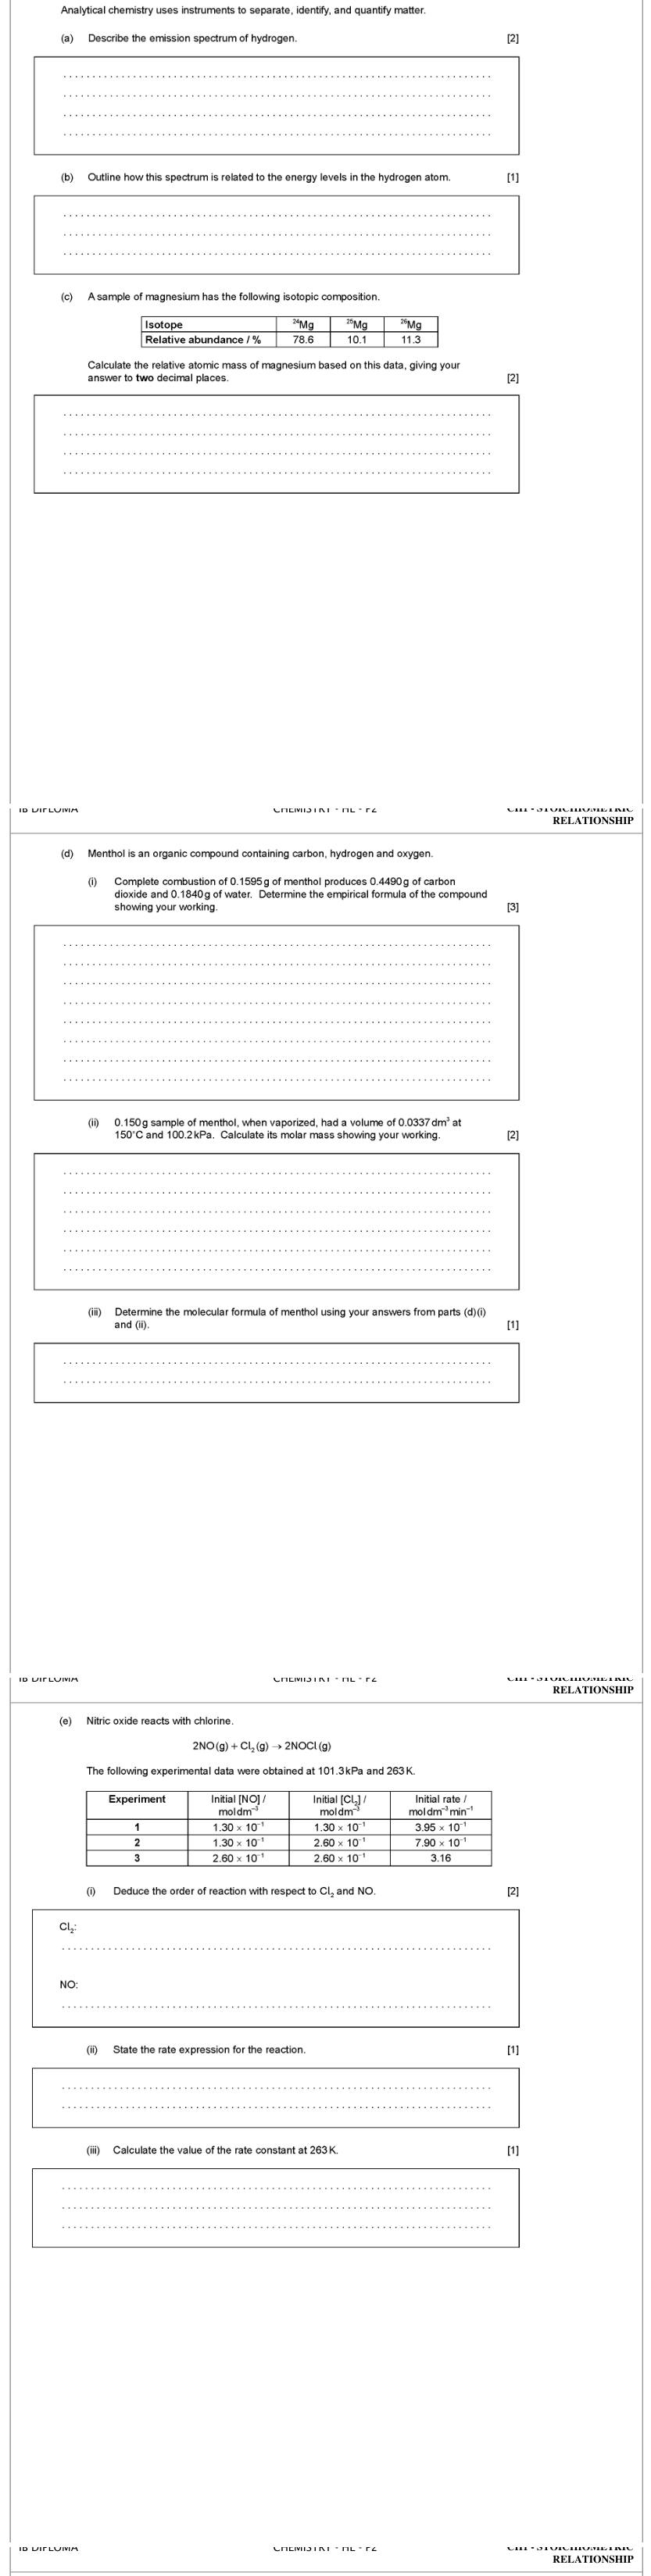 Analytical chemistry uses instruments to separate, identify, and quantify matter.
(a) Describe the emission spectrum of hydrogen. [2]
(b) Outline how this spectrum is related to the energy levels in the hydrogen atom. [1]
(c) A sample of magnesium has the following isotopic composition.
Isotope ²⁴Mg ²⁵Mg ²⁶Mg
Relative abundance / % 78.6 10.1 11.3
Calculate the relative atomic mass of magnesium based on this data, giving your
answer to two decimal places. [2]
IB DIPLOMA CHEMISTRY - HL - P2 CH1 - STOICHIOMETRIC
RELATIONSHIP
(d) Menthol is an organic compound containing carbon, hydrogen and oxygen.
(i) Complete combustion of 0.1595 g of menthol produces 0.4490 g of carbon
dioxide and 0.1840 g of water. Determine the empirical formula of the compound
showing your working. [3]
(ii) 0.150 g sample of menthol, when vaporized, had a volume of 0.0337 dm³ at
150°C and 100.2 kPa. Calculate its molar mass showing your working. [2]
(iii) Determine the molecular formula of menthol using your answers from parts (d)(i)
and (ii). [1]
IB DIPLOMA CHEMISTRY - HL - P2 CH1 - STOICHIOMETRIC
RELATIONSHIP
(e) Nitric oxide reacts with chlorine.
2NO (g) + Cl₂ (g) → 2NOCl (g)
The following experimental data were obtained at 101.3 kPa and 263 K.
Experiment Initial [NO] / Initial [Cl₂] / Initial rate /
mol dm⁻³ mol dm⁻³ mol dm⁻³ min⁻¹
1 1.30 × 10⁻¹ 1.30 × 10⁻¹ 3.95 × 10⁻¹
2 1.30 × 10⁻¹ 2.60 × 10⁻¹ 7.90 × 10⁻¹
3 2.60 × 10⁻¹ 2.60 × 10⁻¹ 3.16
(i) Deduce the order of reaction with respect to Cl₂ and NO. [2]
Cl₂:
NO:
(ii) State the rate expression for the reaction. [1]
(iii) Calculate the value of the rate constant at 263 K. [1]
IB DIPLOMA CHEMISTRY - HL - P2 CH1 - STOICHIOMETRIC
RELATIONSHIP